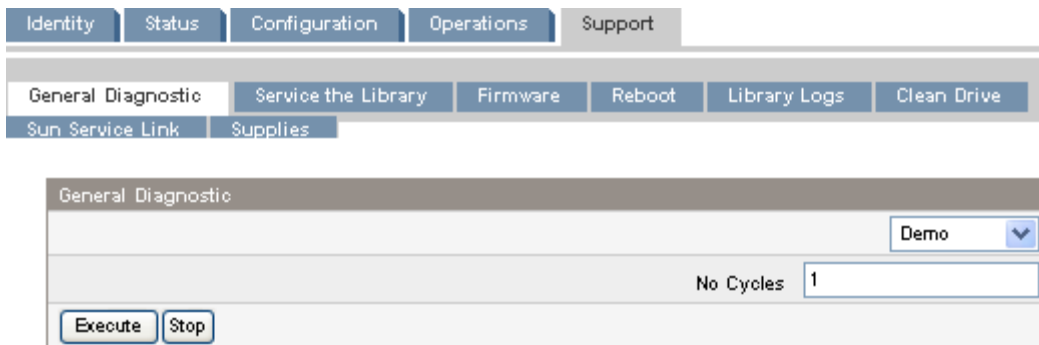 Identity Status Configuration Operations Support
General Diagnostic Service the Library Firmware Reboot Library Logs Clean Drive
Sun Service Link Supplies
General Diagnostic
Demo
No Cycles 1
Execute Stop